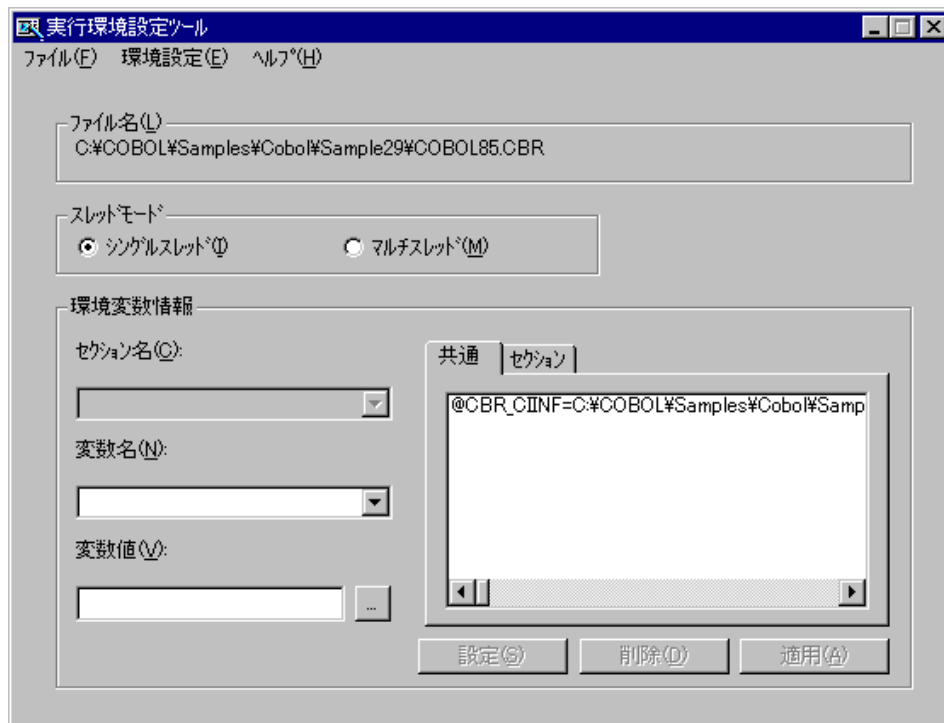 実行環境設定ツール
ﾌｧｲﾙ(F) 環境設定(E) ﾍﾙﾌﾟ(H)
ﾌｧｲﾙ名(L)
C:¥COBOL¥Samples¥Cobol¥Sample29¥COBOL85.CBR
ｽﾚｯﾄﾞﾓｰﾄﾞ
ｼﾝｸﾞﾙｽﾚｯﾄﾞ(I) ﾏﾙﾁｽﾚｯﾄﾞ(M)
環境変数情報
ｾｸｼｮﾝ名(C):
共通 ｾｸｼｮﾝ
@CBR_CIINF=C:¥COBOL¥Samples¥Cobol¥Samp
変数名(N):
変数値(V):
...
設定(S) 削除(D) 適用(A)